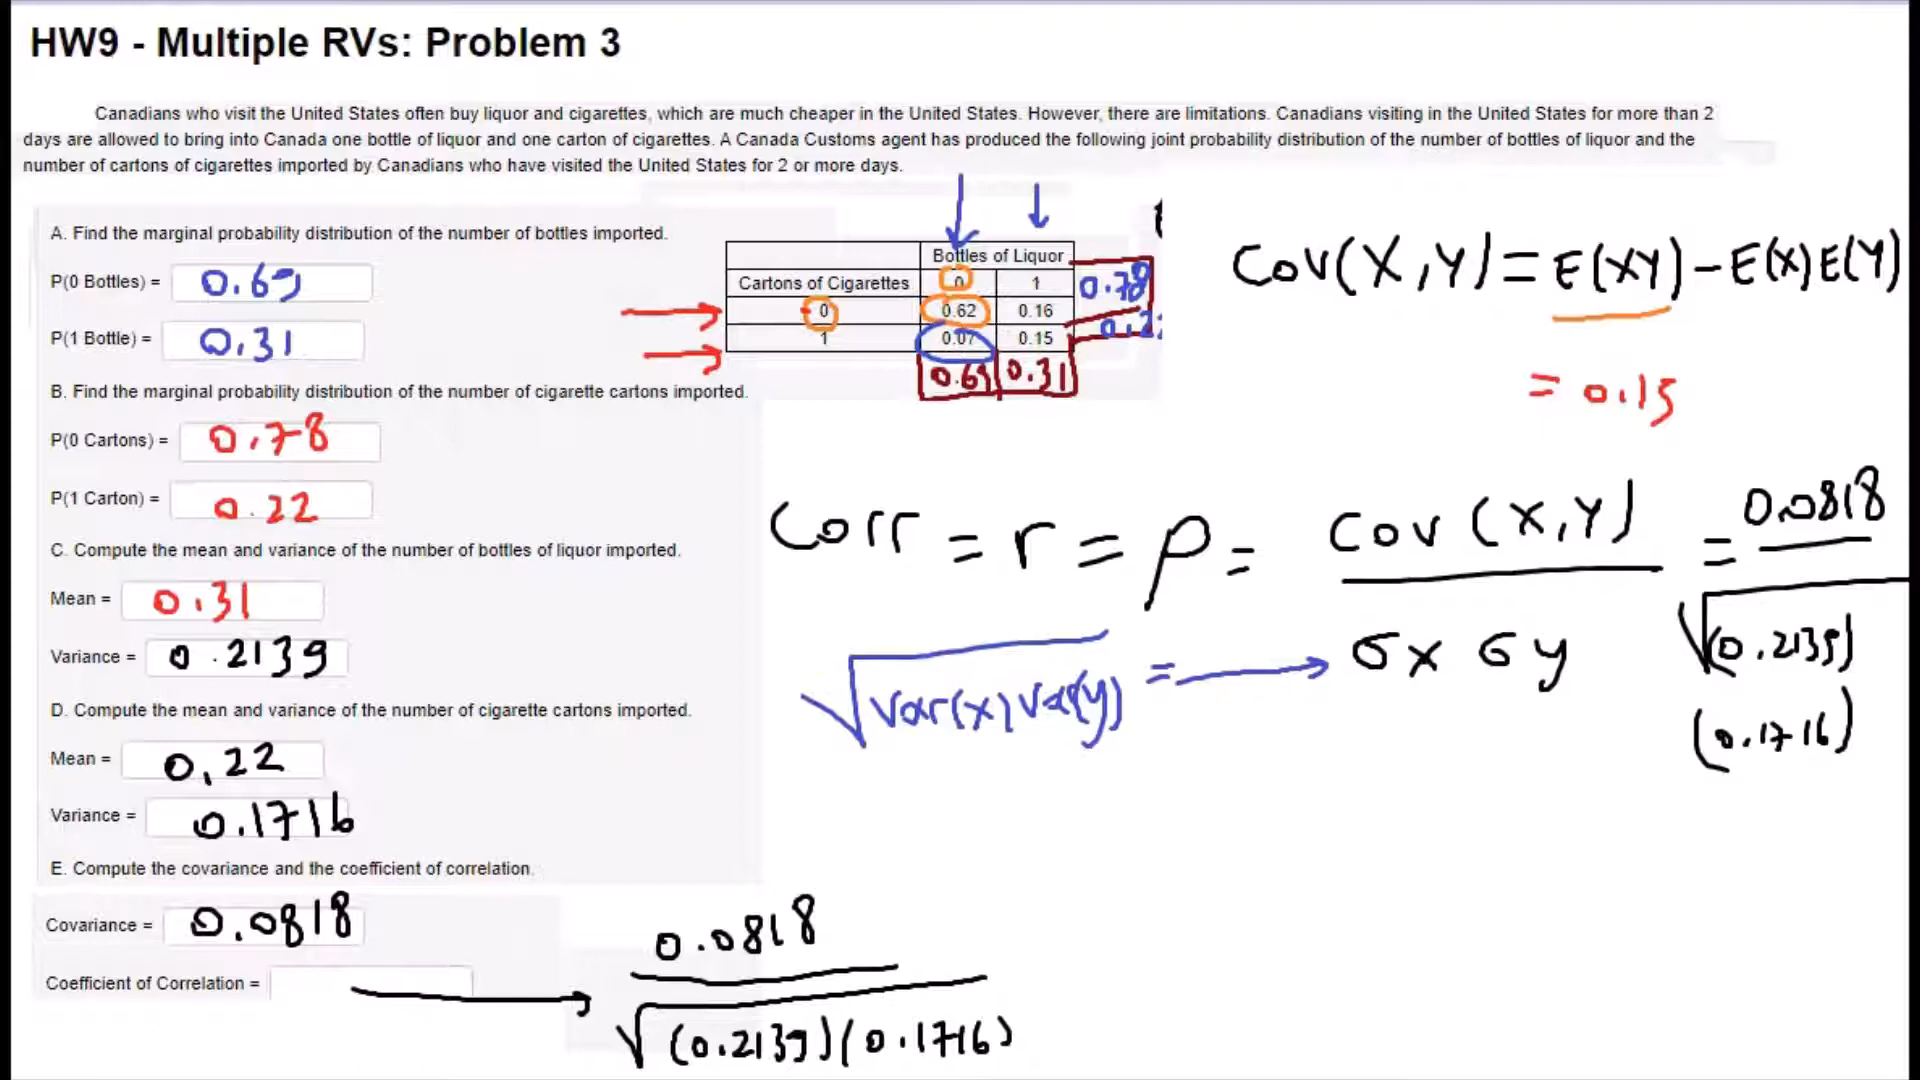 HW9 - Multiple RVs: Problem 3
Canadians who visit the United States often buy liquor and cigarettes, which are much cheaper in the United States. However, there are limitations. Canadians visiting in the United States for more than 2
days are allowed to bring into Canada one bottle of liquor and one carton of cigarettes. A Canada Customs agent has produced the following joint probability distribution of the number of bottles of liquor and the
number of cartons of cigarettes imported by Canadians who have visited the United States for 2 or more days.
A. Find the marginal probability distribution of the number of bottles imported.
P(0 Bottles) = 0.69
P(1 Bottle) = 0.31
Bottles of Liquor
Cartons of Cigarettes 0 1 0.78
0 0.62 0.16
1 0.07 0.15
0.69 0.31
B. Find the marginal probability distribution of the number of cigarette cartons imported.
P(0 Cartons) = 0.78
P(1 Carton) = 0.22
C. Compute the mean and variance of the number of bottles of liquor imported.
Mean = 0.31
Variance = 0.2139
D. Compute the mean and variance of the number of cigarette cartons imported.
Mean = 0.22
Variance = 0.1716
E. Compute the covariance and the coefficient of correlation.
Covariance = 0.0818
Coefficient of Correlation =
0.0818
√(0.2139)(0.1716)
Cov(X,Y) = E(XY) - E(X)E(Y)
= 0.15
Corr = r = ρ = Cov(X,Y) = 0.0818
√Var(x)Var(y) = → σx σy √(0.2139)
(0.1716)